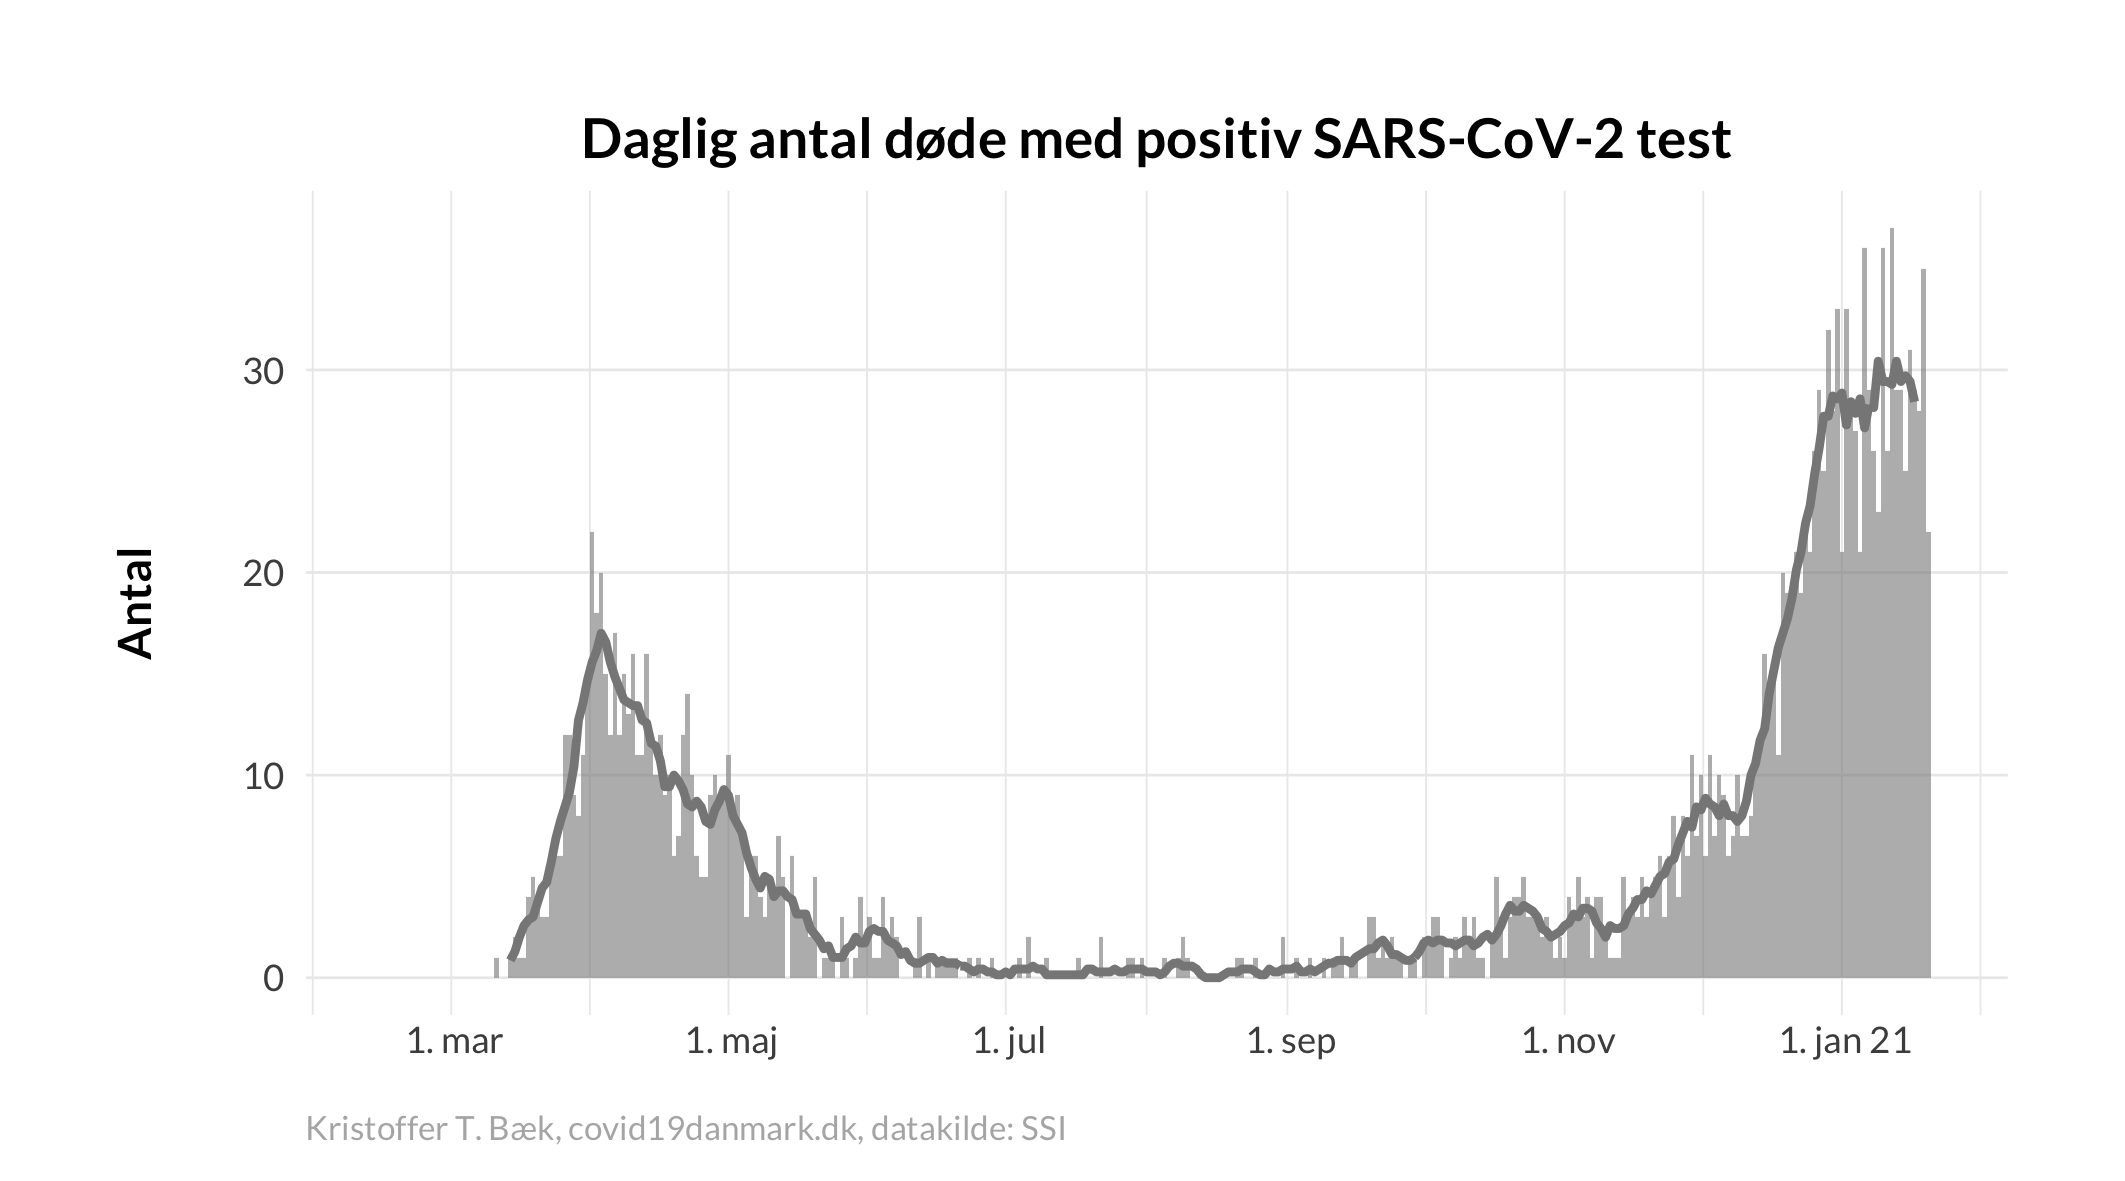 Daglig antal døde med positiv SARS-CoV-2 test
Antal
30
20
10
0
1. mar
1. maj
1. jul
1. sep
1. nov
1. jan 21
Kristoffer T. Bæk, covid19danmark.dk, datakilde: SSI